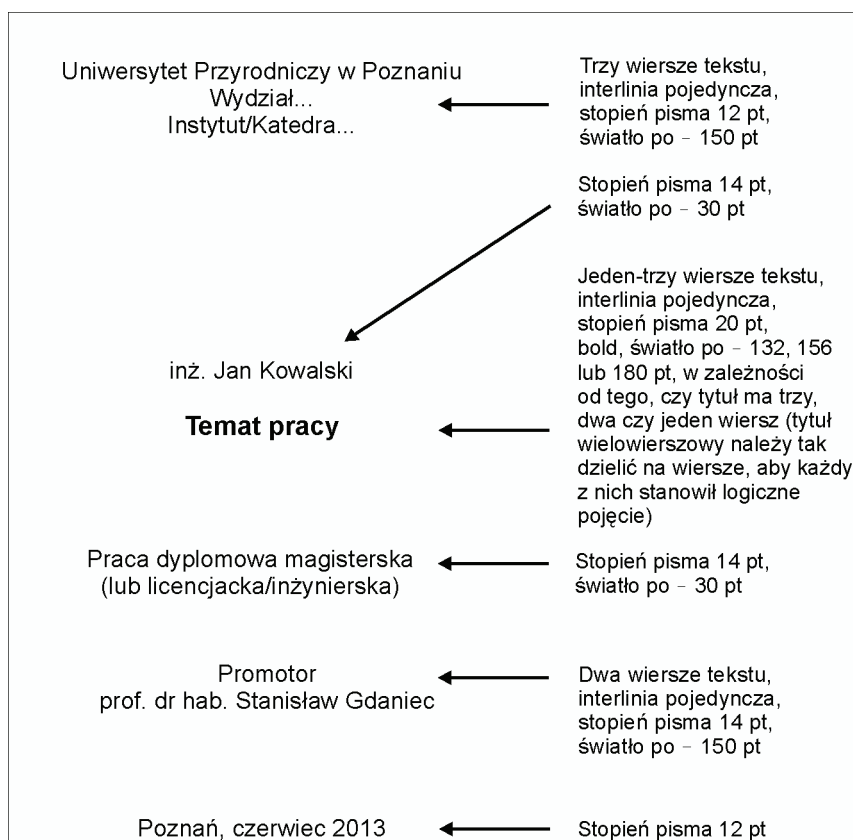 Uniwersytet Przyrodniczy w Poznaniu
Wydział...
Instytut/Katedra...
Trzy wiersze tekstu,
interlinia pojedyncza,
stopień pisma 12 pt,
światło po – 150 pt
Stopień pisma 14 pt,
światło po – 30 pt
inż. Jan Kowalski
Temat pracy
Jeden-trzy wiersze tekstu,
interlinia pojedyncza,
stopień pisma 20 pt,
bold, światło po – 132, 156
lub 180 pt, w zależności
od tego, czy tytuł ma trzy,
dwa czy jeden wiersz (tytuł
wielowierszowy należy tak
dzielić na wiersze, aby każdy
z nich stanowił logiczne
pojęcie)
Praca dyplomowa magisterska
(lub licencjacka/inżynierska)
Stopień pisma 14 pt,
światło po – 30 pt
Promotor
prof. dr hab. Stanisław Gdaniec
Dwa wiersze tekstu,
interlinia pojedyncza,
stopień pisma 14 pt,
światło po – 150 pt
Poznań, czerwiec 2013
Stopień pisma 12 pt